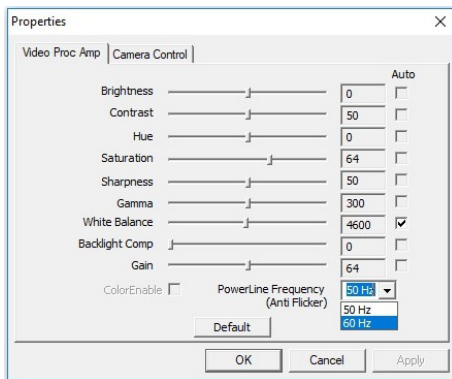 Properties
Video Proc Amp Camera Control
Auto
Brightness 0
Contrast 50
Hue 0
Saturation 64
Sharpness 50
Gamma 300
White Balance 4600
Backlight Comp 0
Gain 64
ColorEnable PowerLine Frequency 50 Hz
(Anti Flicker)
50 Hz
60 Hz
Default
OK Cancel Apply